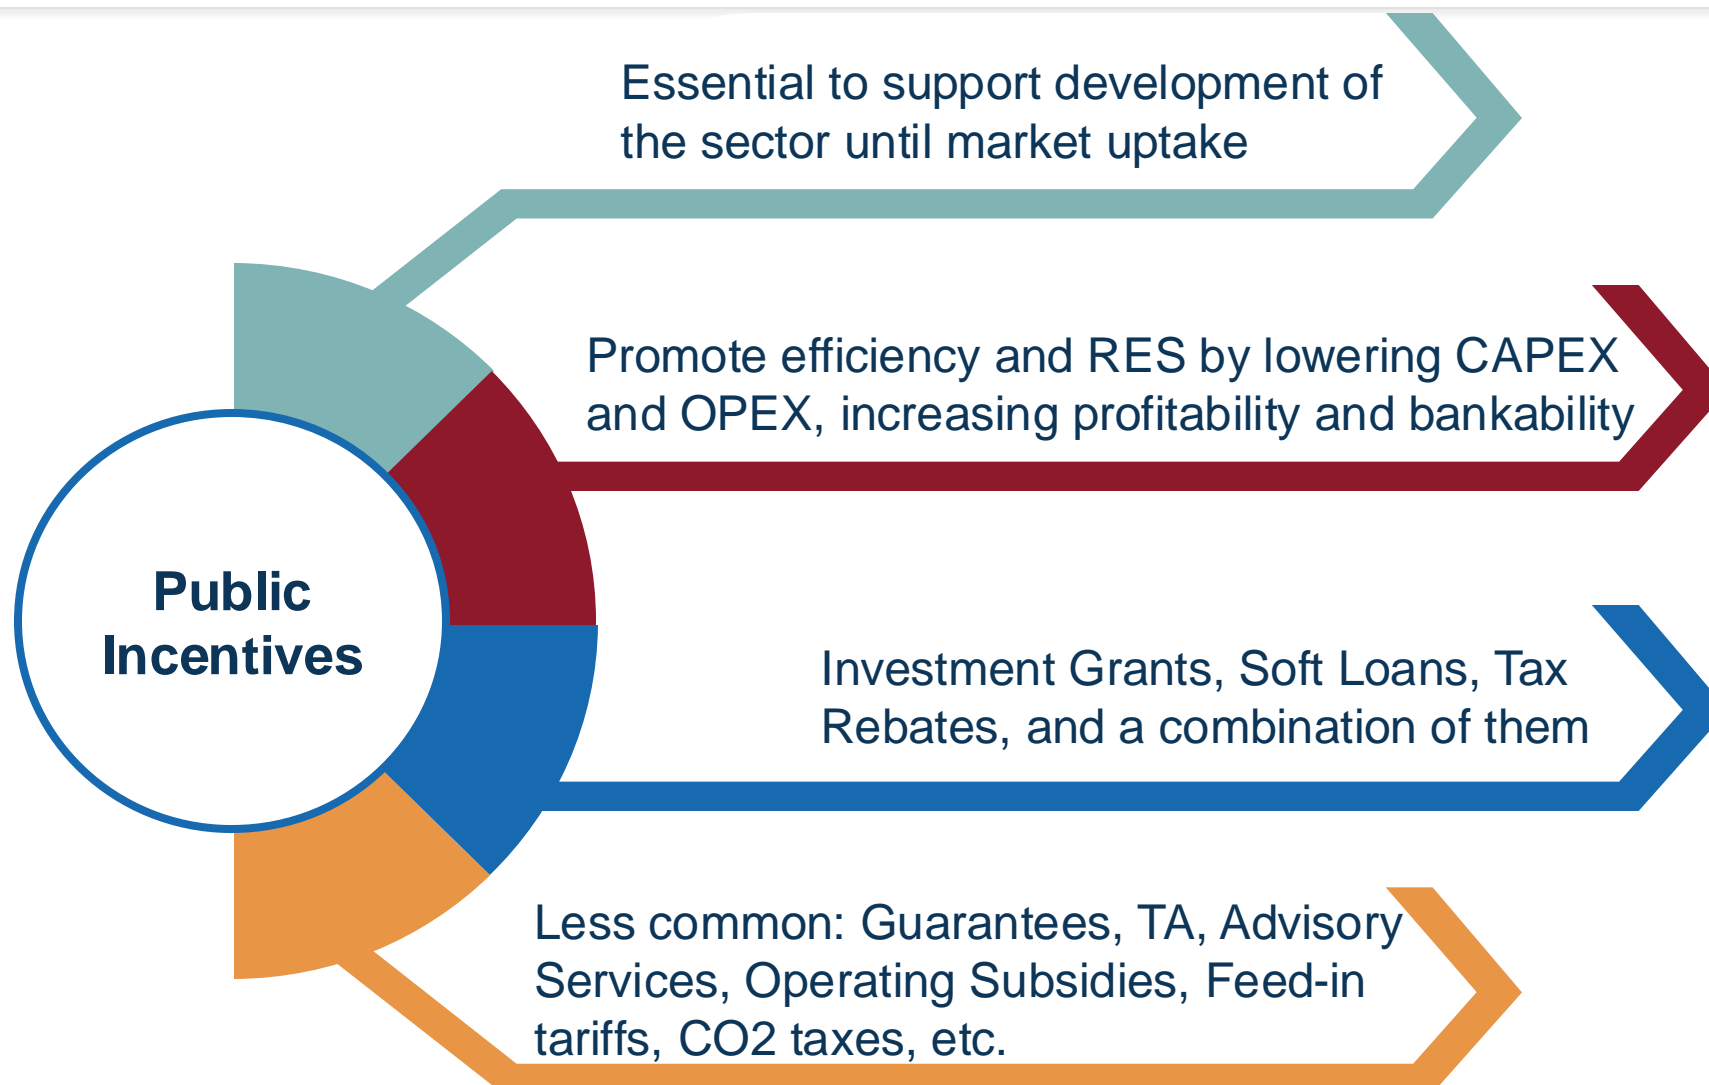 Essential to support development of
the sector until market uptake
Promote efficiency and RES by lowering CAPEX
and OPEX, increasing profitability and bankability
Public
Incentives
Investment Grants, Soft Loans, Tax
Rebates, and a combination of them
Less common: Guarantees, TA, Advisory
Services, Operating Subsidies, Feed-in
tariffs, CO2 taxes, etc.